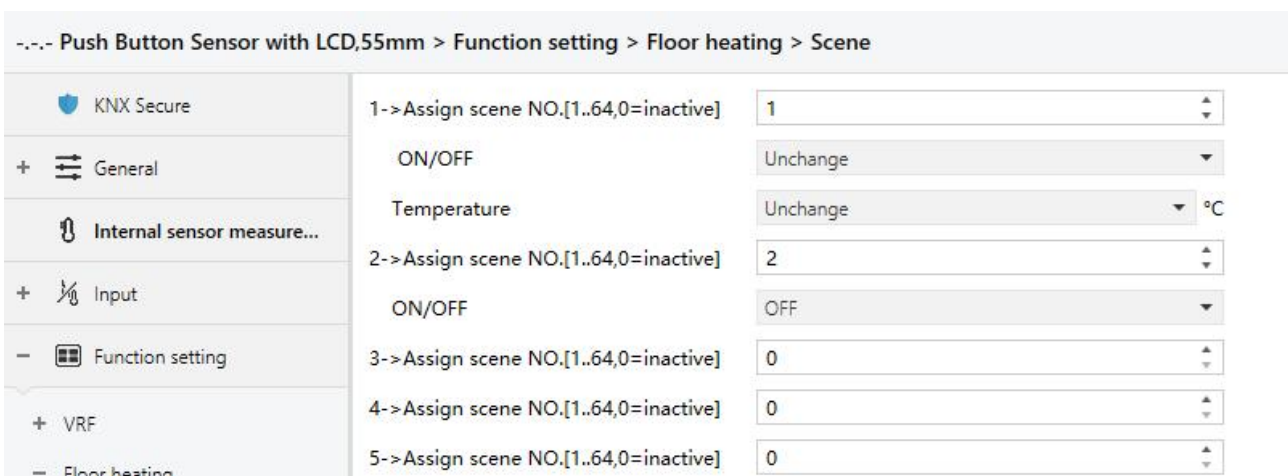 -.-.- Push Button Sensor with LCD,55mm > Function setting > Floor heating > Scene
KNX Secure
+ General
Internal sensor measure...
+ Input
− Function setting
+ VRF
− Floor heating
1->Assign scene NO.[1..64,0=inactive] 1
ON/OFF Unchange
Temperature Unchange °C
2->Assign scene NO.[1..64,0=inactive] 2
ON/OFF OFF
3->Assign scene NO.[1..64,0=inactive] 0
4->Assign scene NO.[1..64,0=inactive] 0
5->Assign scene NO.[1..64,0=inactive] 0